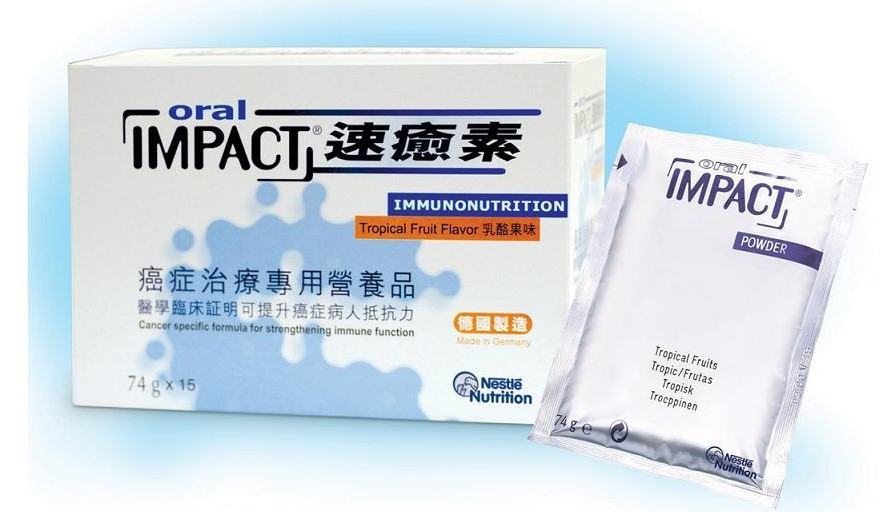 oral
IMPACT® 速癒素
IMMUNONUTRITION
Tropical Fruit Flavor 乳酪果味
癌症治療專用營養品
醫學臨床証明可提升癌症病人抵抗力
Cancer specific formula for strengthening immune function
德國製造
Made in Germany
74 g x 15
Nestlé
Nutrition
oral
IMPACT®
POWDER
Tropical Fruits
Tropic/Frutas
Tropisk
Trocppinen
74 g e
Nestlé
Nutrition